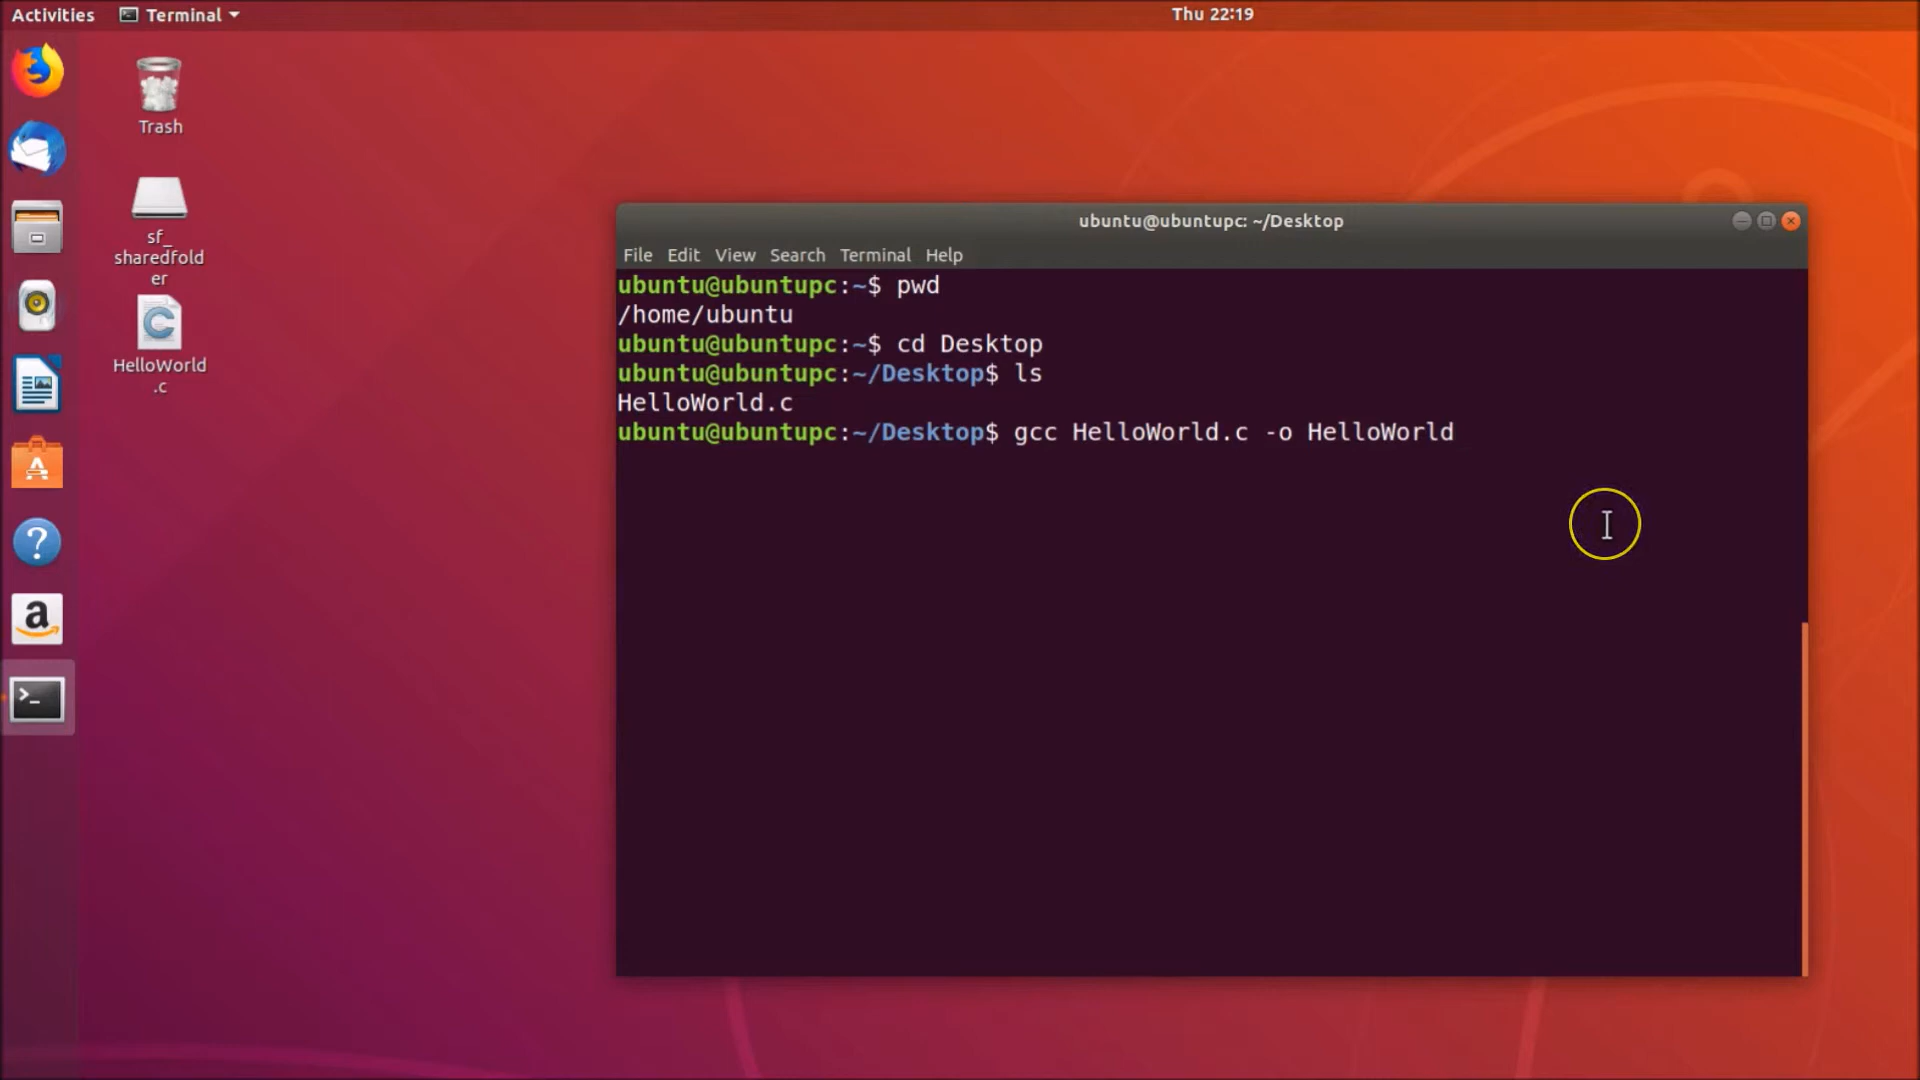 Activities Terminal Thu 22:19
Trash
sf_
sharedfold
er
HelloWorld
.c
ubuntu@ubuntupc: ~/Desktop
File Edit View Search Terminal Help
ubuntu@ubuntupc:~$ pwd
/home/ubuntu
ubuntu@ubuntupc:~$ cd Desktop
ubuntu@ubuntupc:~/Desktop$ ls
HelloWorld.c
ubuntu@ubuntupc:~/Desktop$ gcc HelloWorld.c -o HelloWorld